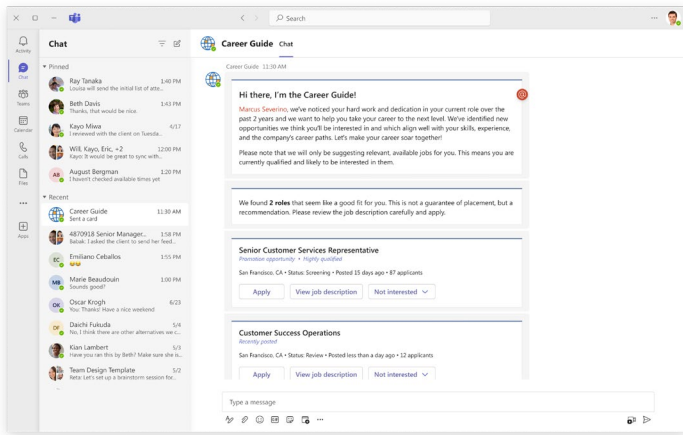 Search
Activity
Chat
Teams
Calendar
Calls
Files
Apps
Chat
Pinned
Ray Tanaka 1:40 PM
Louisa will send the initial list of atte...
Beth Davis 1:43 PM
Thanks, that would be nice.
Kayo Miwa 4/17
I reviewed with the client on Tuesda...
Will, Kayo, Eric, +2 12:00 PM
Kayo: It would be great to sync with...
AB August Bergman 1:20 PM
I haven't checked available times yet
Recent
Career Guide 11:30 AM
Sent a card
4870918 Senior Manager... 1:58 PM
Babak: I asked the client to send her feed...
EC Emiliano Ceballos 1:55 PM
MB Marie Beaudouin 1:00 PM
Sounds good?
OK Oscar Krogh 6/23
You: Thanks! Have a nice weekend
DF Daichi Fukuda 5/4
No, I think there are other alternatives we c...
Kian Lambert 5/3
Have you ran this by Beth? Make sure she is...
Team Design Template 5/2
Reta: Let's set up a brainstorm session for...
Career Guide Chat
Career Guide 11:30 AM
Hi there, I'm the Career Guide!
Marcus Severino, we've noticed your hard work and dedication in your current role over the
past 2 years and we want to help you take your career to the next level. We've identified new
opportunities we think you'll be interested in and which align well with your skills, experience,
and the company's career paths. Let's make your career soar together!
Please note that we will only be suggesting relevant, available jobs for you. This means you are
currently qualified and likely to be interested in them.
We found 2 roles that seem like a good fit for you. This is not a guarantee of placement, but a
recommendation. Please review the job description carefully and apply.
Senior Customer Services Representative
Promotion opportunity • Highly qualified
San Fransisco, CA • Status: Screening • Posted 15 days ago • 87 applicants
Apply View job description Not interested
Customer Success Operations
Recently posted
San Fransisco, CA • Status: Review • Posted less than a day ago • 12 applicants
Apply View job description Not interested
Type a message